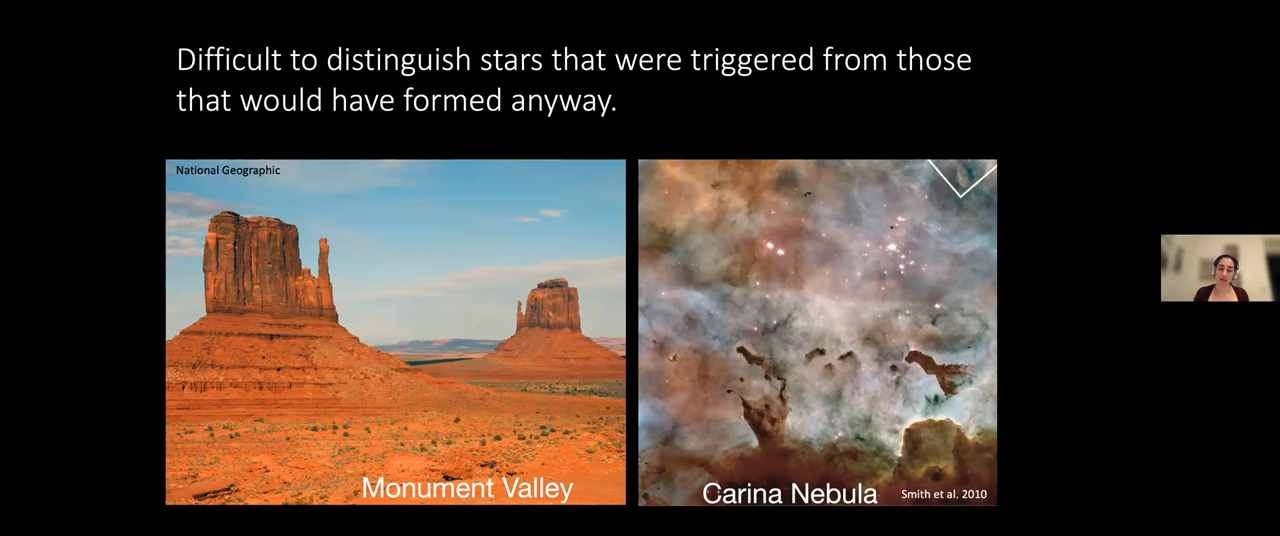 Difficult to distinguish stars that were triggered from those
that would have formed anyway.
National Geographic
Monument Valley
Carina Nebula
Smith et al. 2010